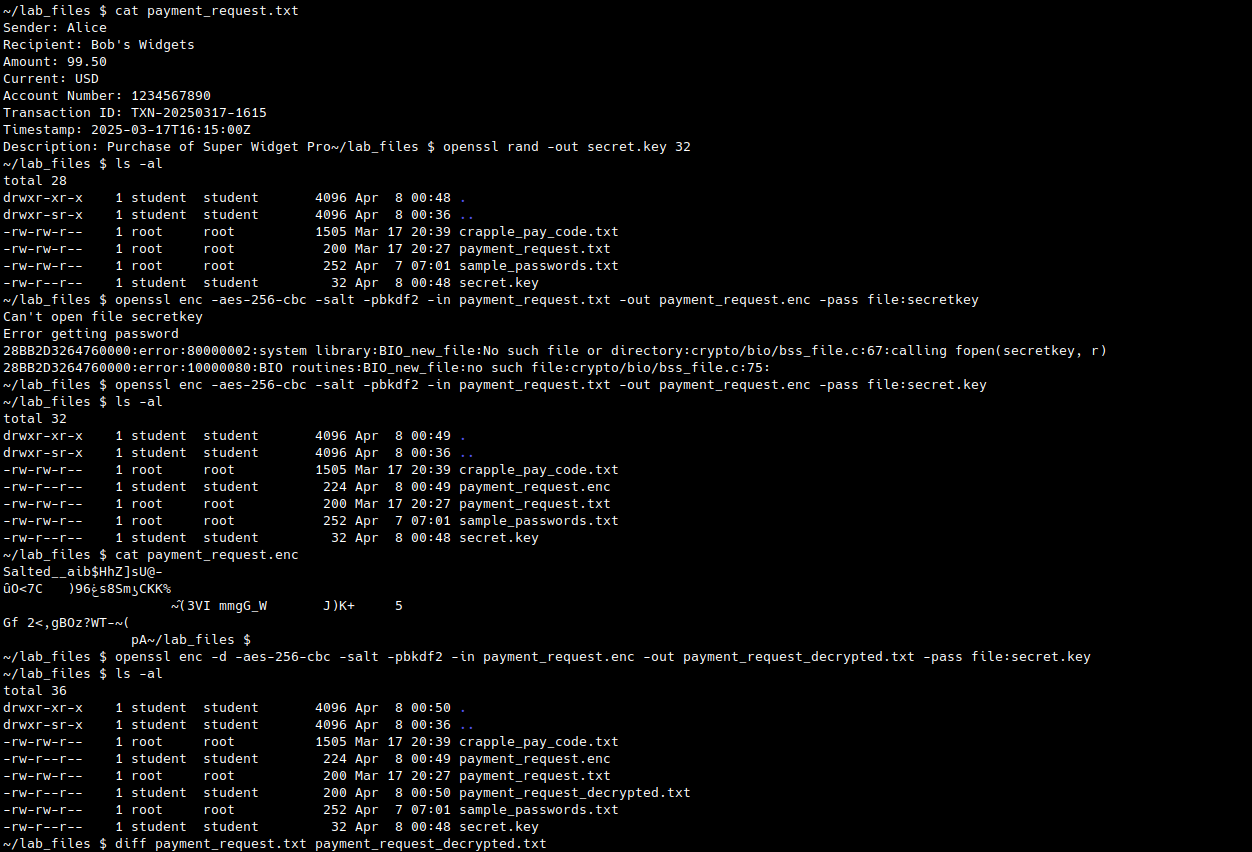 ~/lab_files $ cat payment_request.txt
Sender: Alice
Recipient: Bob's Widgets
Amount: 99.50
Current: USD
Account Number: 1234567890
Transaction ID: TXN-20250317-1615
Timestamp: 2025-03-17T16:15:00Z
Description: Purchase of Super Widget Pro~/lab_files $ openssl rand -out secret.key 32
~/lab_files $ ls -al
total 28
drwxr-xr-x    1 student  student       4096 Apr  8 00:48 .
drwxr-sr-x    1 student  student       4096 Apr  8 00:36 ..
-rw-rw-r--    1 root     root          1505 Mar 17 20:39 crapple_pay_code.txt
-rw-rw-r--    1 root     root           200 Mar 17 20:27 payment_request.txt
-rw-rw-r--    1 root     root           252 Apr  7 07:01 sample_passwords.txt
-rw-r--r--    1 student  student         32 Apr  8 00:48 secret.key
~/lab_files $ openssl enc -aes-256-cbc -salt -pbkdf2 -in payment_request.txt -out payment_request.enc -pass file:secretkey
Can't open file secretkey
Error getting password
28BB2D3264760000:error:80000002:system library:BIO_new_file:No such file or directory:crypto/bio/bss_file.c:67:calling fopen(secretkey, r)
28BB2D3264760000:error:10000080:BIO routines:BIO_new_file:no such file:crypto/bio/bss_file.c:75:
~/lab_files $ openssl enc -aes-256-cbc -salt -pbkdf2 -in payment_request.txt -out payment_request.enc -pass file:secret.key
~/lab_files $ ls -al
total 32
drwxr-xr-x    1 student  student       4096 Apr  8 00:49 .
drwxr-sr-x    1 student  student       4096 Apr  8 00:36 ..
-rw-rw-r--    1 root     root          1505 Mar 17 20:39 crapple_pay_code.txt
-rw-r--r--    1 student  student        224 Apr  8 00:49 payment_request.enc
-rw-rw-r--    1 root     root           200 Mar 17 20:27 payment_request.txt
-rw-rw-r--    1 root     root           252 Apr  7 07:01 sample_passwords.txt
-rw-r--r--    1 student  student         32 Apr  8 00:48 secret.key
~/lab_files $ cat payment_request.enc
Salted__aib$HhZ]sU@-
ûO<7C
~(3VI mmgG_W       J)K+     5
Gf 2<,gBOz?WT-~(
pA~/lab_files $
~/lab_files $ openssl enc -d -aes-256-cbc -salt -pbkdf2 -in payment_request.enc -out payment_request_decrypted.txt -pass file:secret.key
~/lab_files $ ls -al
total 36
drwxr-xr-x    1 student  student       4096 Apr  8 00:50 .
drwxr-sr-x    1 student  student       4096 Apr  8 00:36 ..
-rw-rw-r--    1 root     root          1505 Mar 17 20:39 crapple_pay_code.txt
-rw-r--r--    1 student  student        224 Apr  8 00:49 payment_request.enc
-rw-rw-r--    1 root     root           200 Mar 17 20:27 payment_request.txt
-rw-r--r--    1 student  student        200 Apr  8 00:50 payment_request_decrypted.txt
-rw-rw-r--    1 root     root           252 Apr  7 07:01 sample_passwords.txt
-rw-r--r--    1 student  student         32 Apr  8 00:48 secret.key
~/lab_files $ diff payment_request.txt payment_request_decrypted.txt